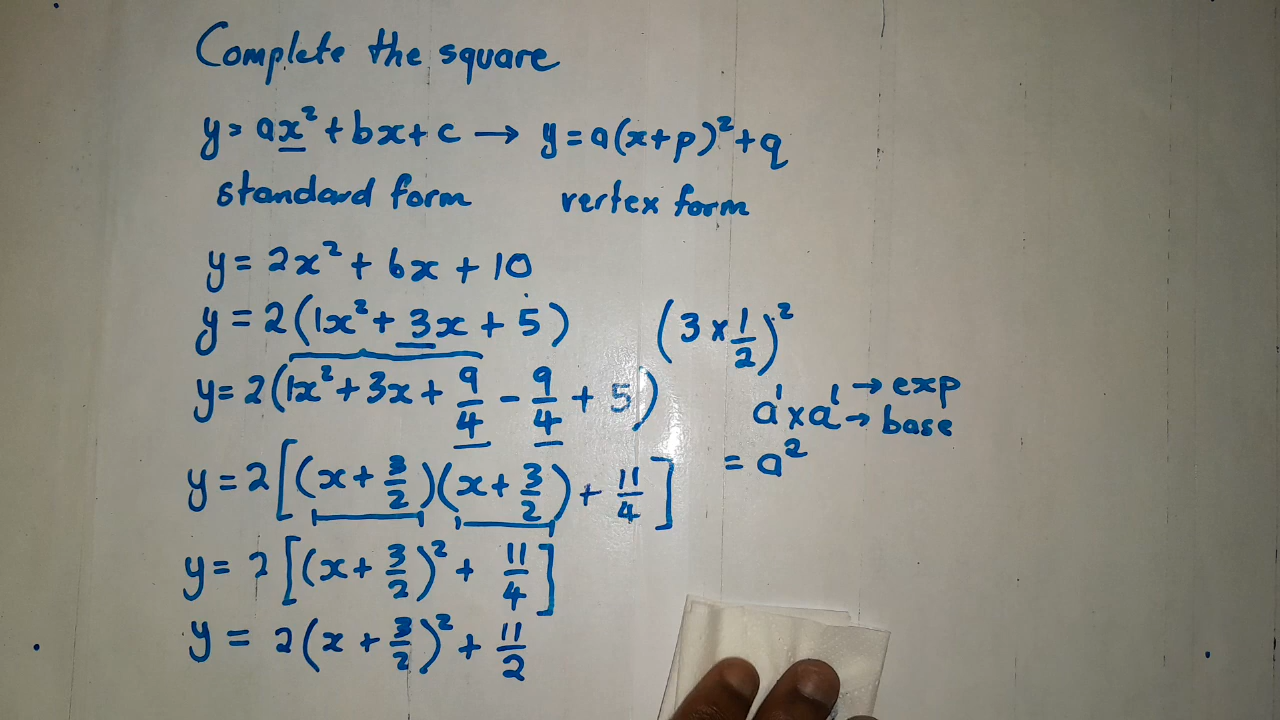 Complete the square
y = ax² + bx + c → y = a(x+p)² + q
standard form vertex form
y = 2x² + 6x + 10
y = 2(1x² + 3x + 5) (3 × 1/2)²
y = 2(1x² + 3x + 9/4 - 9/4 + 5)
a¹ × a¹ → exp
→ base
= a²
y = 2[(x + 3/2)(x + 3/2) + 11/4]
y = 2[(x + 3/2)² + 11/4]
y = 2(x + 3/2)² + 11/2